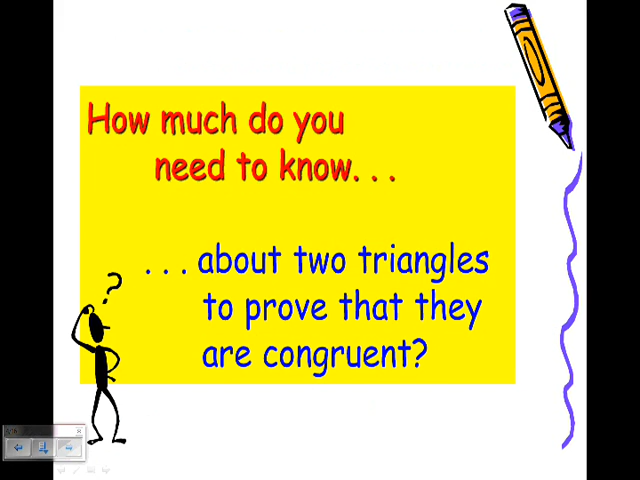 How much do you
need to know. . .
. . . about two triangles
to prove that they
are congruent?
?